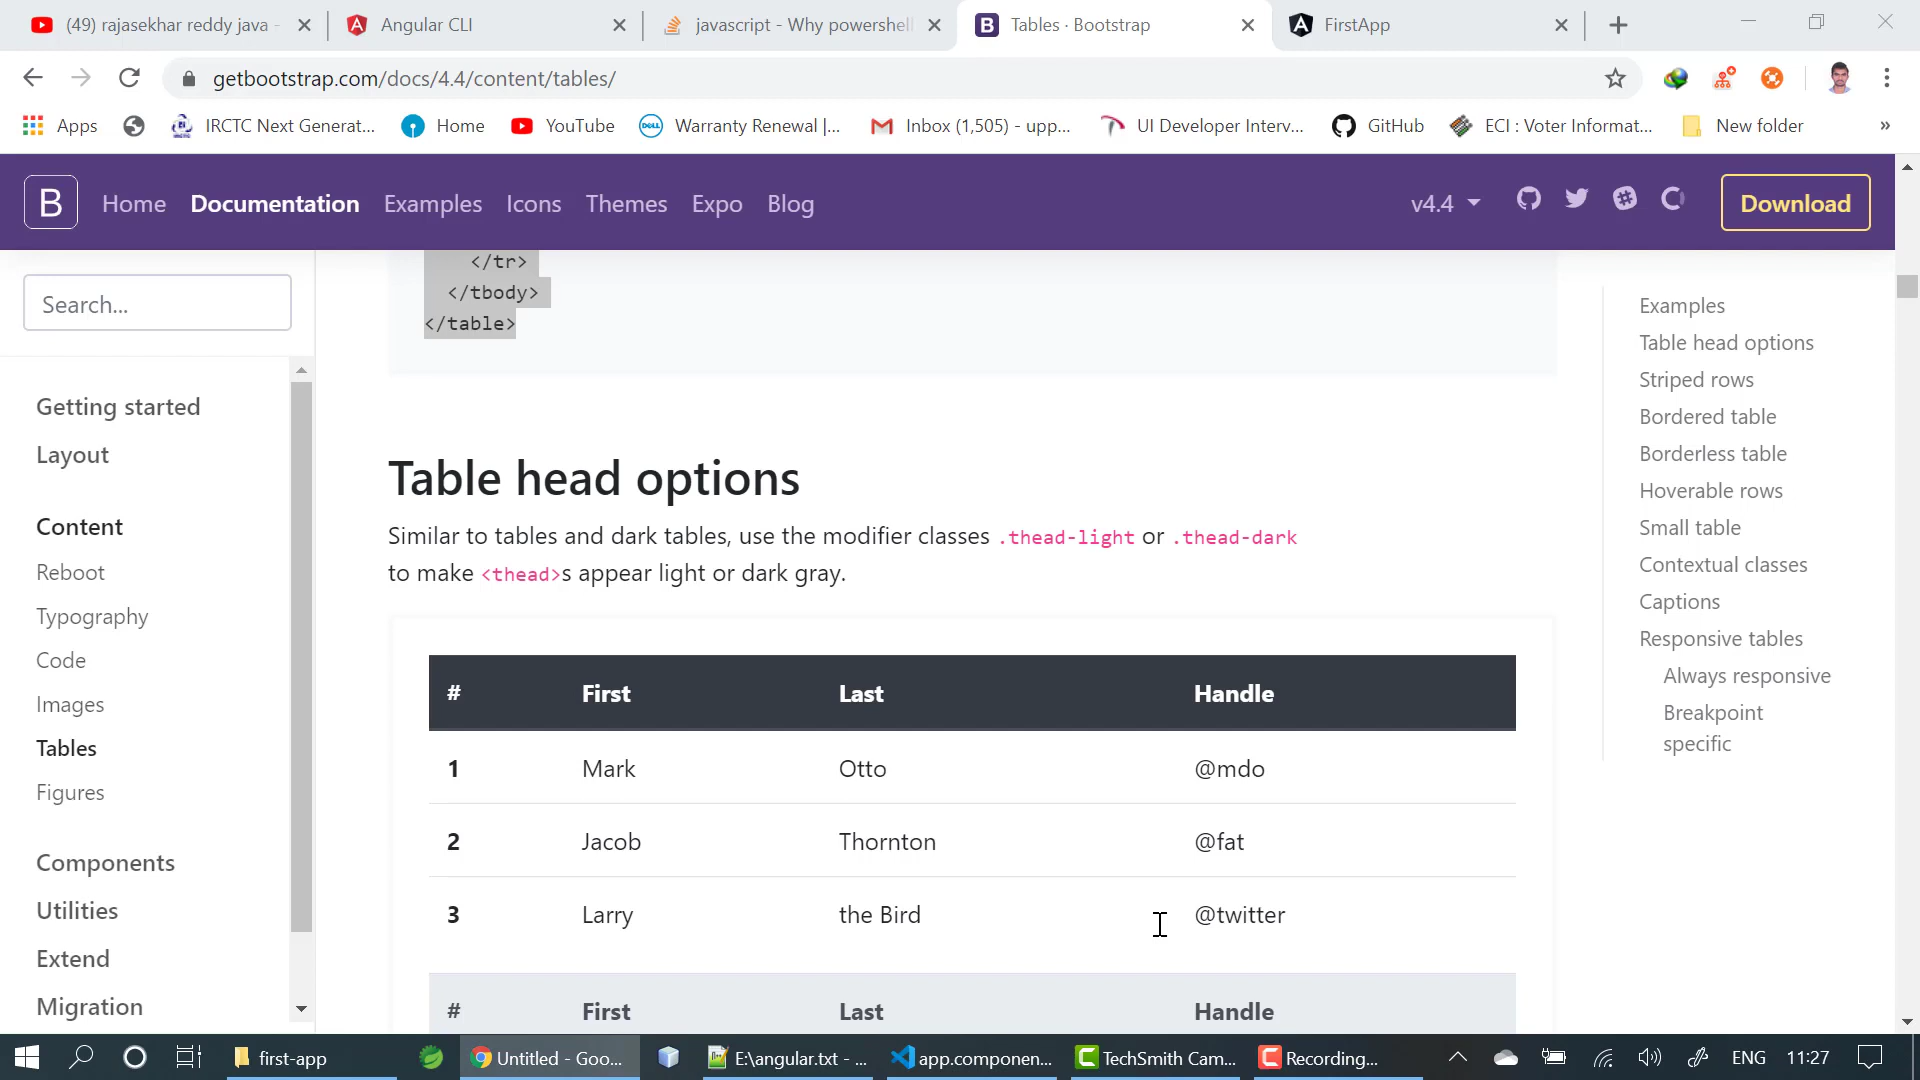 (49) rajasekhar reddy java -
Angular CLI
javascript - Why powershell
Tables · Bootstrap
FirstApp
getbootstrap.com/docs/4.4/content/tables/
Apps
IRCTC Next Generat...
Home
YouTube
Warranty Renewal |...
Inbox (1,505) - upp...
UI Developer Interv...
GitHub
ECI : Voter Informat...
New folder
»
B Home Documentation Examples Icons Themes Expo Blog v4.4 Download
Search...
Getting started
Layout
Content
Reboot
Typography
Code
Images
Tables
Figures
Components
Utilities
Extend
Migration
</tr>
</tbody>
</table>
Table head options
Similar to tables and dark tables, use the modifier classes .thead-light or .thead-dark
to make <thead>s appear light or dark gray.
# First Last Handle
1 Mark Otto @mdo
2 Jacob Thornton @fat
3 Larry the Bird @twitter
# First Last Handle
Examples
Table head options
Striped rows
Bordered table
Borderless table
Hoverable rows
Small table
Contextual classes
Captions
Responsive tables
Always responsive
Breakpoint
specific
first-app
Untitled - Goo...
E:\angular.txt - ...
app.componen...
TechSmith Cam...
Recording...
ENG
11:27